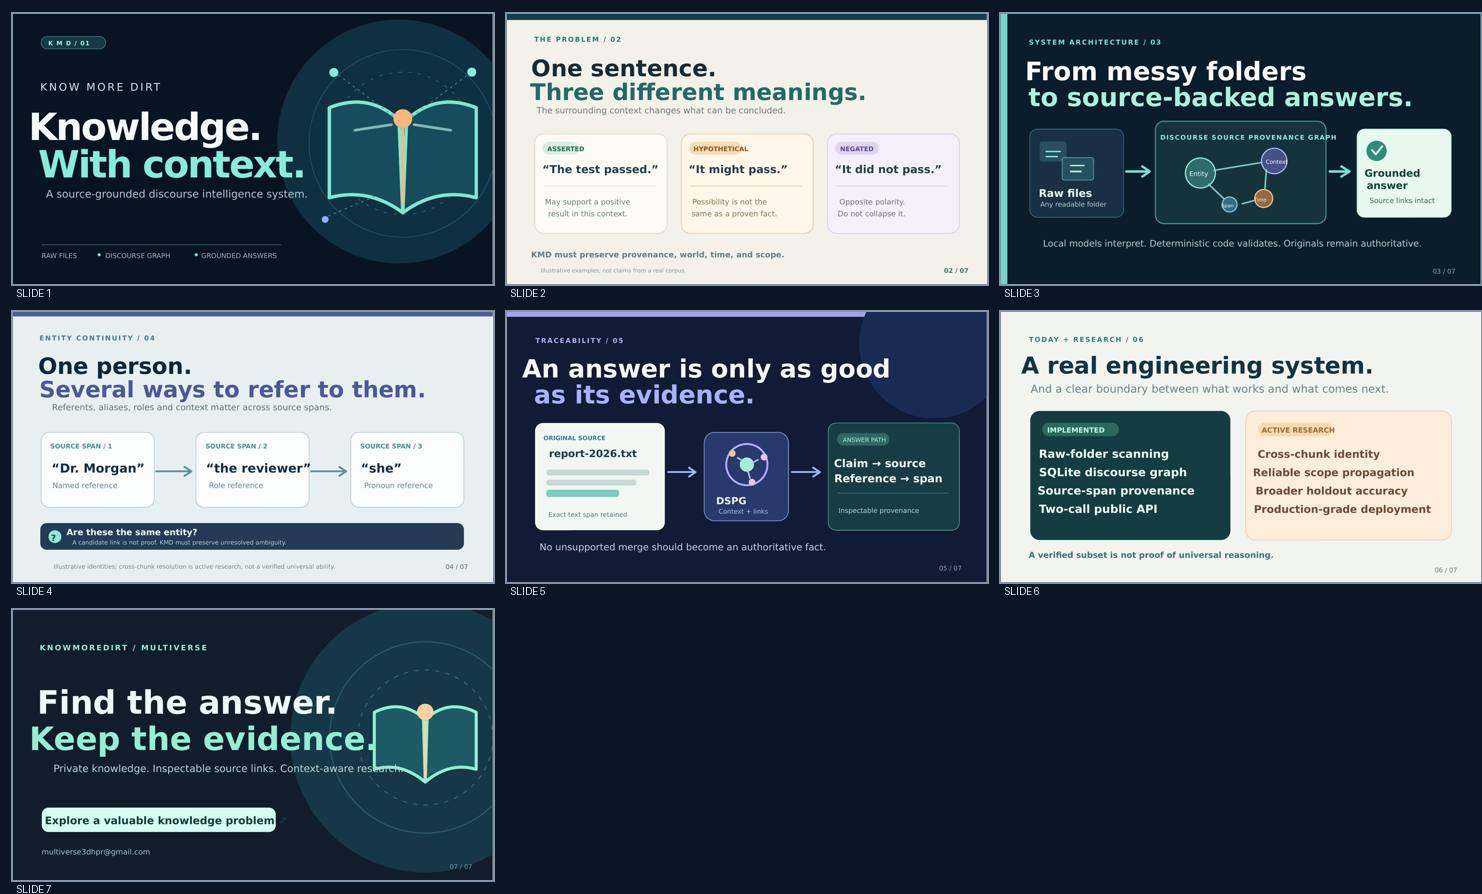 KMD/01
KNOW MORE DIRT
Knowledge.
With context.
A source-grounded discourse intelligence system.
RAW FILES • DISCOURSE GRAPH • GROUNDED ANSWERS
SLIDE 1
THE PROBLEM / 02
One sentence.
Three different meanings.
The surrounding context changes what can be concluded.
ASSERTED
“The test passed.”
May support a positive
result in this context.
HYPOTHETICAL
“It might pass.”
Possibility is not the
same as a proven fact.
NEGATED
“It did not pass.”
Opposite polarity.
Do not collapse it.
KMD must preserve provenance, world, time, and scope.
Illustrative examples; not claims from a real corpus.
02 / 07
SLIDE 2
SYSTEM ARCHITECTURE / 03
From messy folders
to source-backed answers.
Raw files
Any readable folder
DISCOURSE SOURCE PROVENANCE GRAPH
Entity
Context
Span
Time
Grounded
answer
Source links intact
Local models interpret. Deterministic code validates. Originals remain authoritative.
03 / 07
SLIDE 3
ENTITY CONTINUITY / 04
One person.
Several ways to refer to them.
Referents, aliases, roles and context matter across source spans.
SOURCE SPAN / 1
“Dr. Morgan”
Named reference
SOURCE SPAN / 2
“the reviewer”
Role reference
SOURCE SPAN / 3
“she”
Pronoun reference
?
Are these the same entity?
A candidate link is not proof. KMD must preserve unresolved ambiguity.
Illustrative identities; cross-chunk resolution is active research, not a verified universal ability.
04 / 07
SLIDE 4
TRACEABILITY / 05
An answer is only as good
as its evidence.
ORIGINAL SOURCE
report-2026.txt
Exact text span retained
DSPG
Context + links
ANSWER PATH
Claim → source
Reference → span
Inspectable provenance
No unsupported merge should become an authoritative fact.
05 / 07
SLIDE 5
TODAY + RESEARCH / 06
A real engineering system.
And a clear boundary between what works and what comes next.
IMPLEMENTED
Raw-folder scanning
SQLite discourse graph
Source-span provenance
Two-call public API
ACTIVE RESEARCH
Cross-chunk identity
Reliable scope propagation
Broader holdout accuracy
Production-grade deployment
A verified subset is not proof of universal reasoning.
06 / 07
SLIDE 6
KNOWMOREDIRT / MULTIVERSE
Find the answer.
Keep the evidence.
Private knowledge. Inspectable source links. Context-aware research.
Explore a valuable knowledge problem ↗
multiverse3dhpr@gmail.com
07 / 07
SLIDE 7